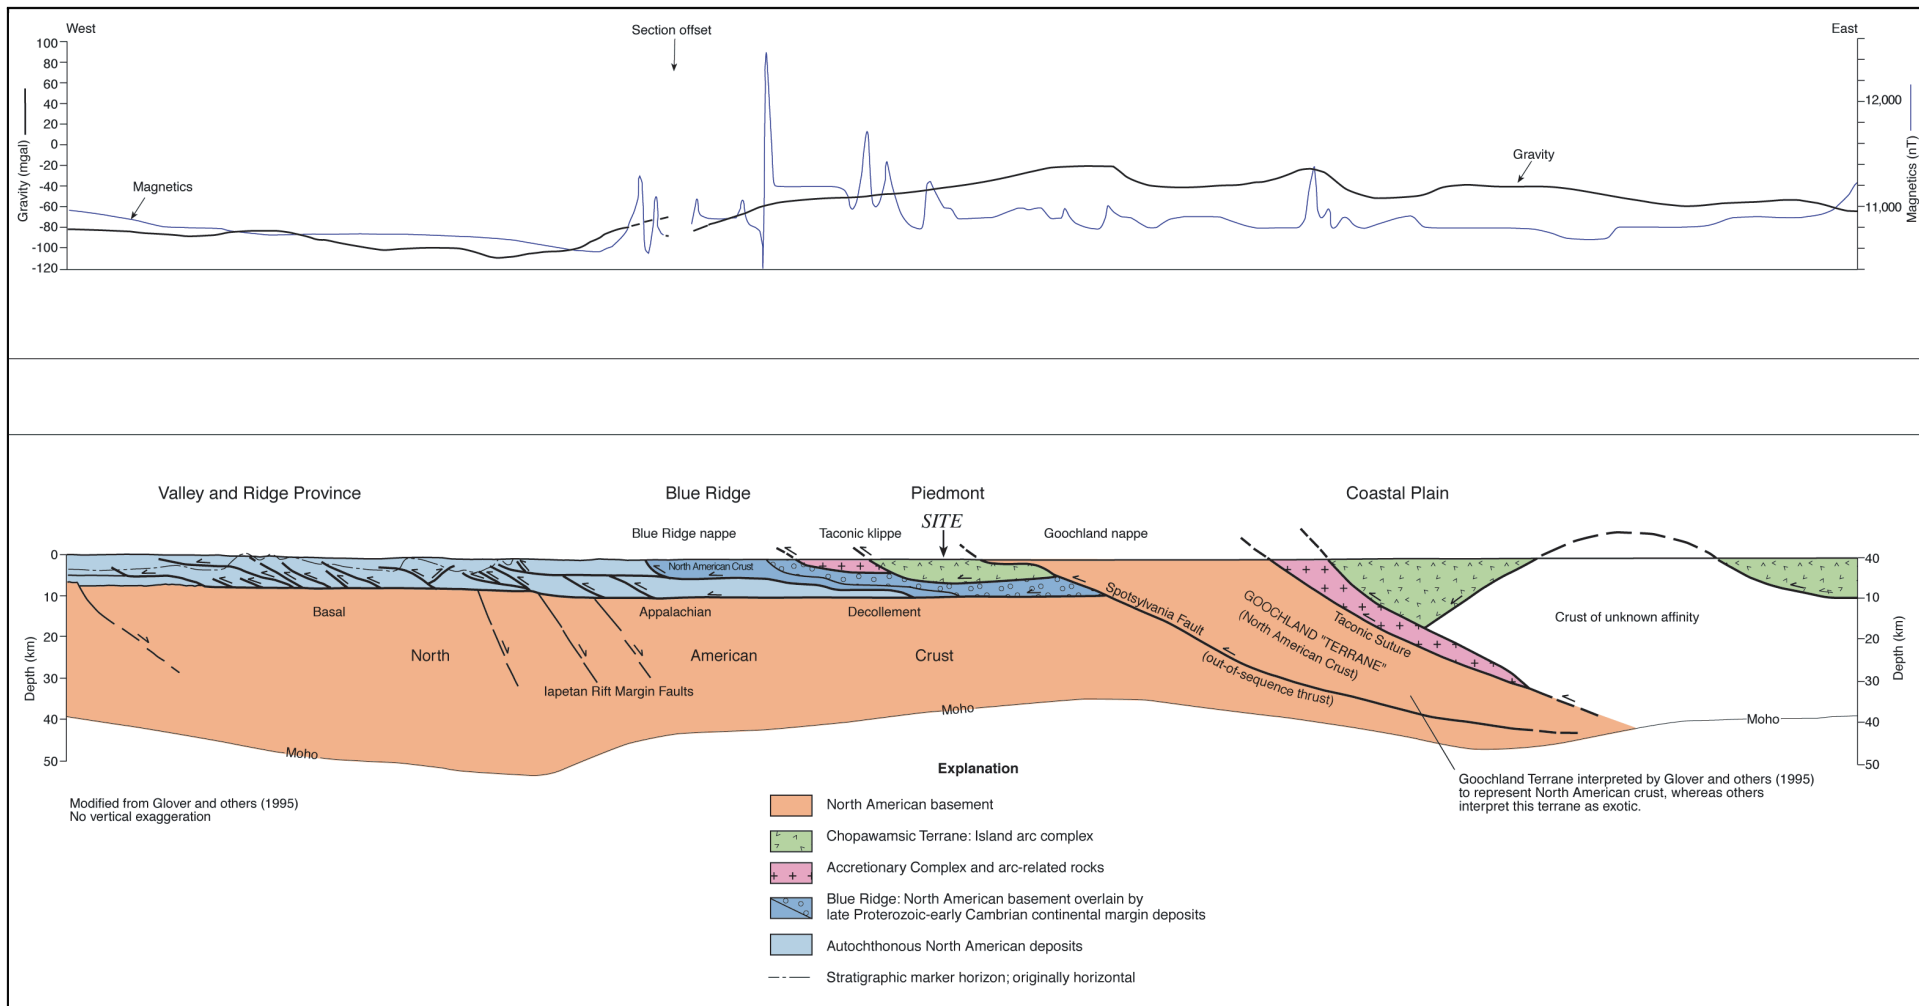 West
Section offset
East
100
80
60
40
20
0
-20
-40
-60
-80
-100
-120
Gravity (mgal)
Magnetics
Gravity
12,000
11,000
Magnetics (nT)
Valley and Ridge Province
Blue Ridge
Piedmont
Coastal Plain
SITE
Blue Ridge nappe
Taconic klippe
Goochland nappe
0
10
20
30
40
50
Depth (km)
40
10
20
30
40
50
Depth (km)
North American Crust
Basal
Appalachian
Decollement
North
American
Crust
Iapetan Rift Margin Faults
Moho
Moho
Moho
Spotsylvania Fault
(out-of-sequence thrust)
GOOCHLAND "TERRANE"
(North American Crust)
Taconic Suture
Crust of unknown affinity
Goochland Terrane interpreted by Glover and others (1995)
to represent North American crust, whereas others
interpret this terrane as exotic.
Modified from Glover and others (1995)
No vertical exaggeration
Explanation
North American basement
Chopawamsic Terrane: Island arc complex
Accretionary Complex and arc-related rocks
Blue Ridge: North American basement overlain by
late Proterozoic-early Cambrian continental margin deposits
Autochthonous North American deposits
Stratigraphic marker horizon; originally horizontal